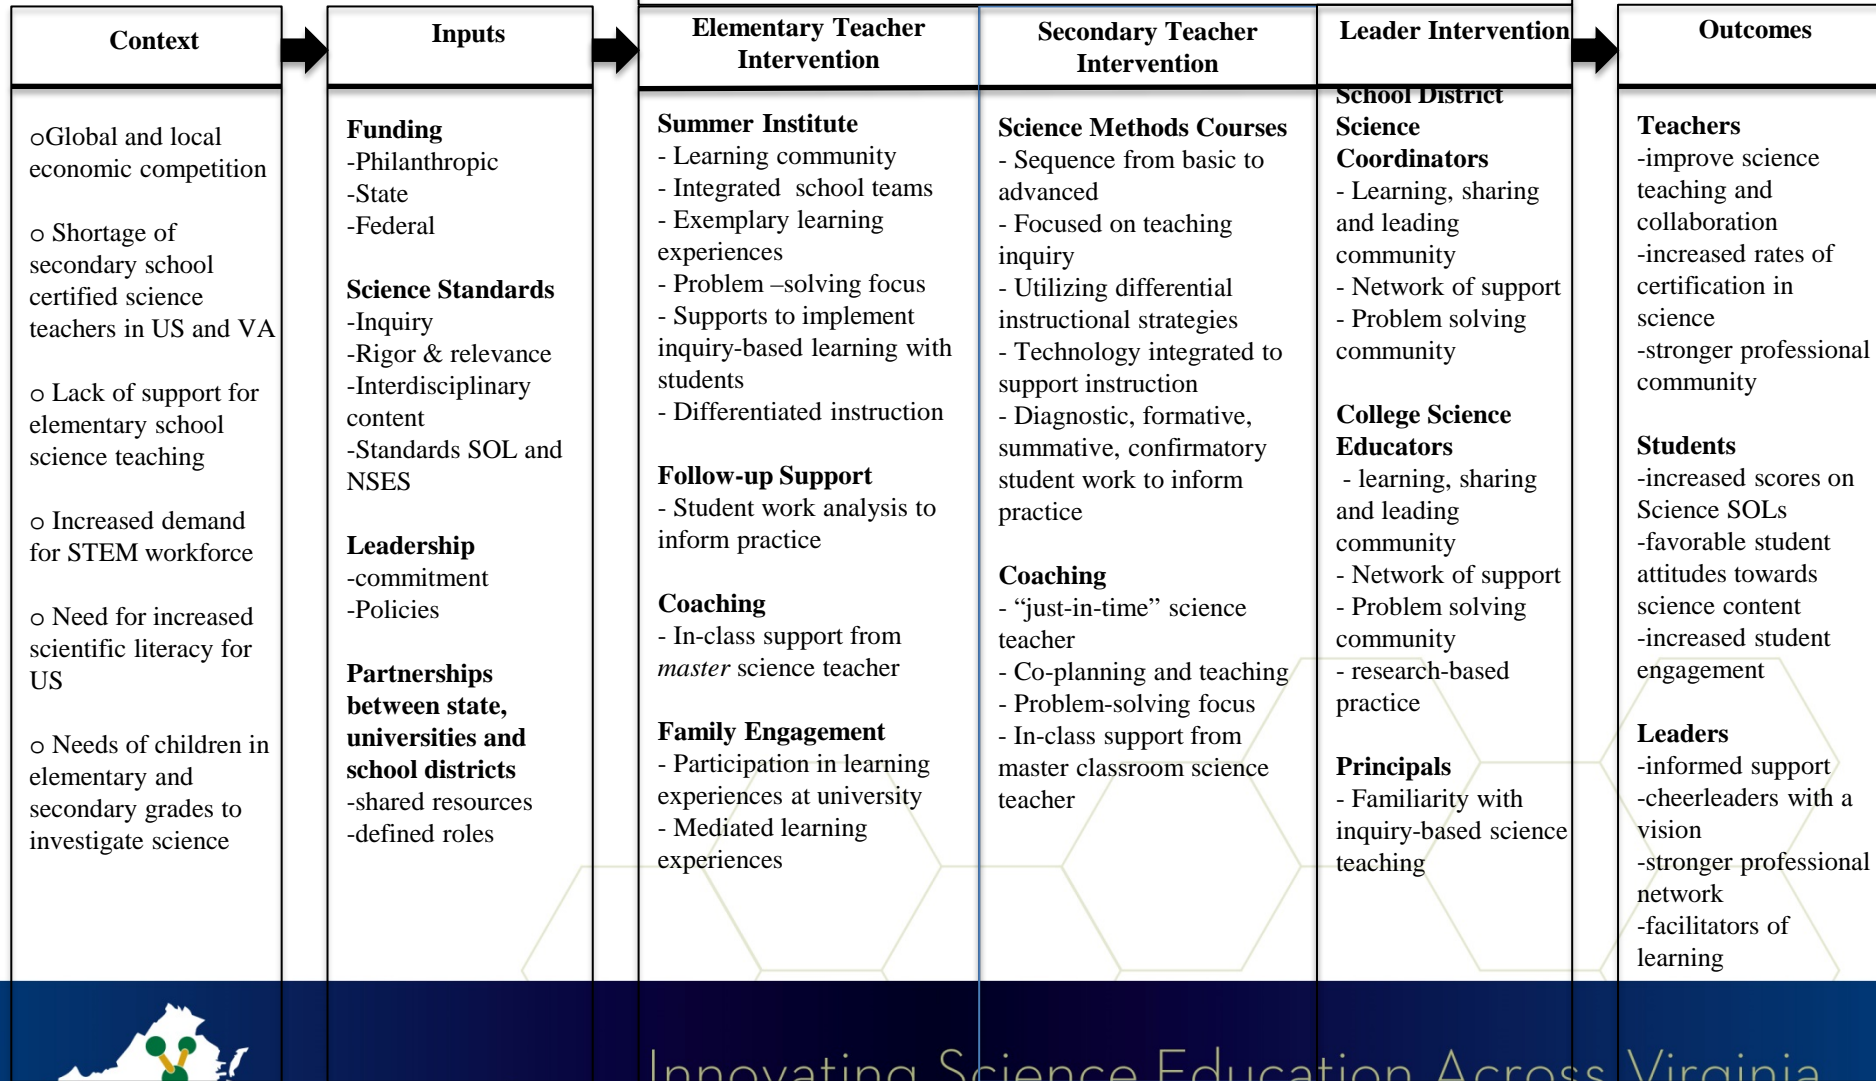 Context
oGlobal and local
economic competition
o Shortage of
secondary school
certified science
teachers in US and VA
o Lack of support for
elementary school
science teaching
o Increased demand
for STEM workforce
o Need for increased
scientific literacy for
US
o Needs of children in
elementary and
secondary grades to
investigate science
Inputs
Funding
-Philanthropic
-State
-Federal
Science Standards
-Inquiry
-Rigor & relevance
-Interdisciplinary
content
-Standards SOL and
NSES
Leadership
-commitment
-Policies
Partnerships
between state,
universities and
school districts
-shared resources
-defined roles
Elementary Teacher
Intervention
Summer Institute
- Learning community
- Integrated  school teams
- Exemplary learning
experiences
- Problem –solving focus
- Supports to implement
inquiry-based learning with
students
- Differentiated instruction
Follow-up Support
- Student work analysis to
inform practice
Coaching
- In-class support from
master science teacher
Family Engagement
- Participation in learning
experiences at university
- Mediated learning
experiences
Secondary Teacher
Intervention
Science Methods Courses
- Sequence from basic to
advanced
- Focused on teaching
inquiry
- Utilizing differential
instructional strategies
- Technology integrated to
support instruction
- Diagnostic, formative,
summative, confirmatory
student work to inform
practice
Coaching
- “just-in-time” science
teacher
- Co-planning and teaching
- Problem-solving focus
- In-class support from
master classroom science
teacher
Leader Intervention
School District
Science
Coordinators
- Learning, sharing
and leading
community
- Network of support
- Problem solving
community
College Science
Educators
- learning, sharing
and leading
community
- Network of support
- Problem solving
community
- research-based
practice
Principals
- Familiarity with
inquiry-based science
teaching
Outcomes
Teachers
-improve science
teaching and
collaboration
-increased rates of
certification in
science
-stronger professional
community
Students
-increased scores on
Science SOLs
-favorable student
attitudes towards
science content
-increased student
engagement
Leaders
-informed support
-cheerleaders with a
vision
-stronger professional
network
-facilitators of
learning
Innovating Science Education Across Virginia